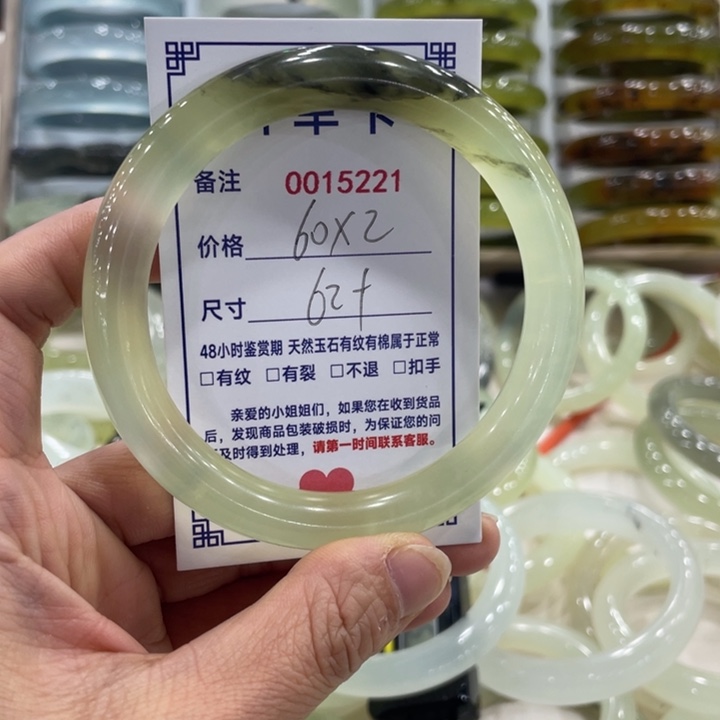 备注 0015221
价格 60X2
尺寸 62+
48小时鉴赏期 天然玉石有纹有棉属于正常
□有纹 □有裂 □不退 □扣手
亲爱的小姐姐们，如果您在收到货品
后，发现商品包装破损时，为保证您的问
及时得到处理，请第一时间联系客服。